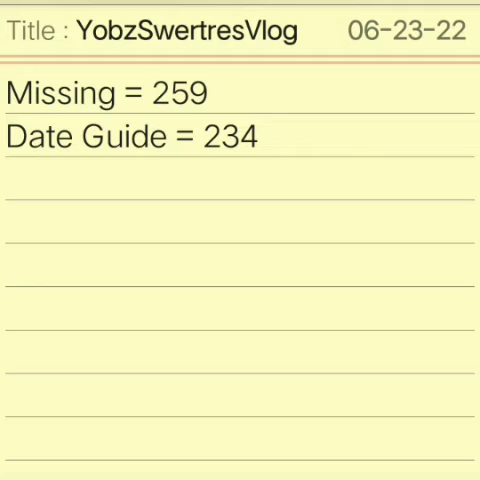 Title : YobzSwertresVlog 06-23-22
Missing = 259
Date Guide = 234